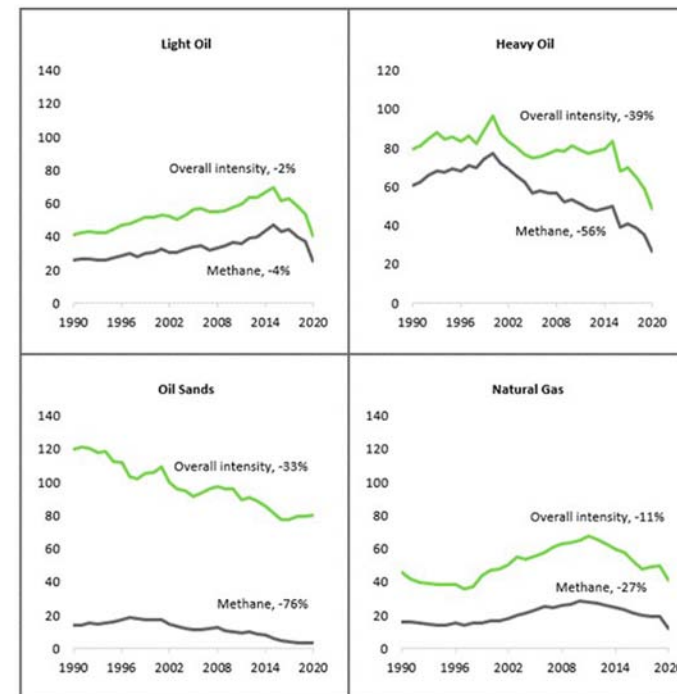 Light Oil
140
120
100
80
60
40
20
0
Overall intensity, -2%
Methane, -4%
1990 1996 2002 2008 2014 2020
Heavy Oil
120
100
80
60
40
20
0
Overall intensity, -39%
Methane, -56%
1990 1996 2002 2008 2014 2020
Oil Sands
140
120
100
80
60
40
20
0
Overall intensity, -33%
Methane, -76%
1990 1996 2002 2008 2014 2020
Natural Gas
140
120
100
80
60
40
20
0
Overall intensity, -11%
Methane, -27%
1990 1996 2002 2008 2014 2020